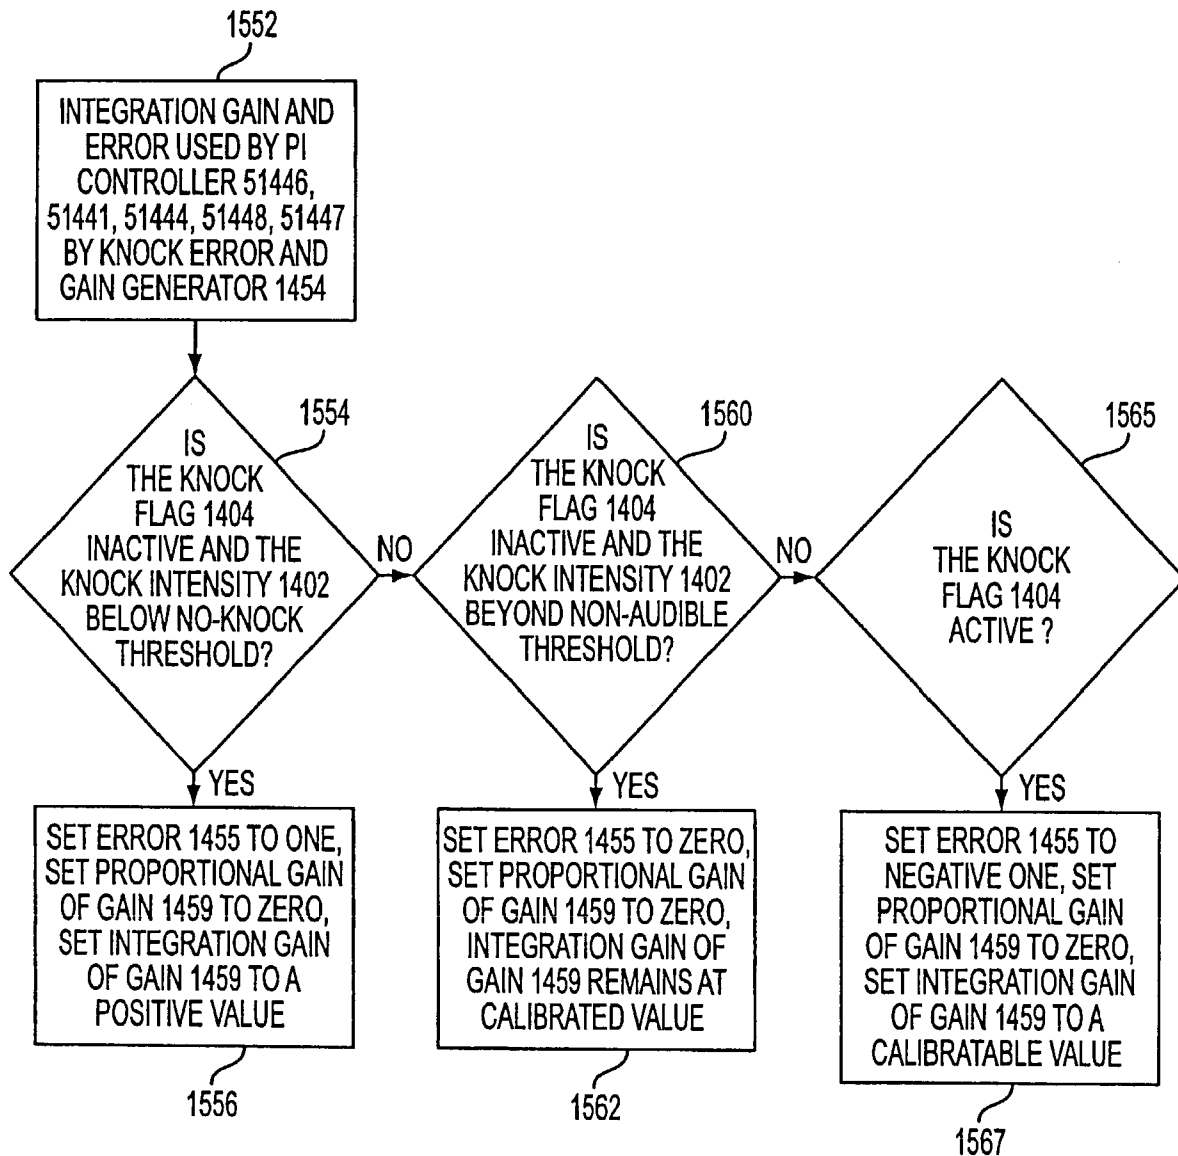 1552
INTEGRATION GAIN AND
ERROR USED BY PI
CONTROLLER 51446,
51441, 51444, 51448, 51447
BY KNOCK ERROR AND
GAIN GENERATOR 1454
1554
IS
THE KNOCK
FLAG 1404
INACTIVE AND THE
KNOCK INTENSITY 1402
BELOW NO-KNOCK
THRESHOLD?
NO
1560
IS
THE KNOCK
FLAG 1404
INACTIVE AND THE
KNOCK INTENSITY 1402
BEYOND NON-AUDIBLE
THRESHOLD?
NO
1565
IS
THE KNOCK
FLAG 1404
ACTIVE ?
YES
SET ERROR 1455 TO ONE,
SET PROPORTIONAL GAIN
OF GAIN 1459 TO ZERO,
SET INTEGRATION GAIN
OF GAIN 1459 TO A
POSITIVE VALUE
1556
YES
SET ERROR 1455 TO ZERO,
SET PROPORTIONAL GAIN
OF GAIN 1459 TO ZERO,
INTEGRATION GAIN OF
GAIN 1459 REMAINS AT
CALIBRATED VALUE
1562
YES
SET ERROR 1455 TO
NEGATIVE ONE, SET
PROPORTIONAL GAIN
OF GAIN 1459 TO ZERO,
SET INTEGRATION GAIN
OF GAIN 1459 TO A
CALIBRATABLE VALUE
1567